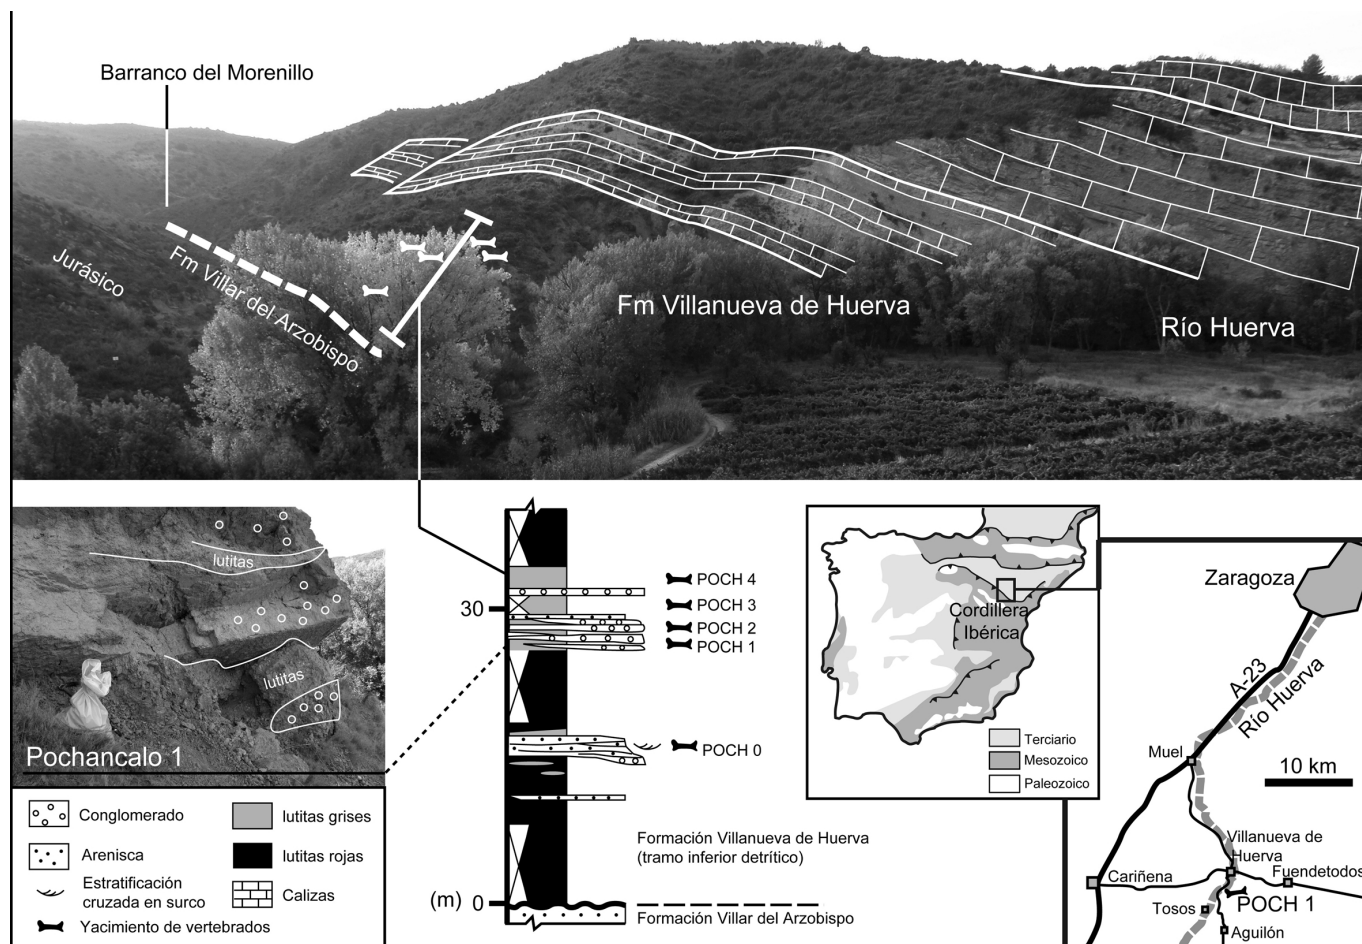 Barranco del Morenillo
Jurásico
Fm Villar del Arzobispo
Fm Villanueva de Huerva
Río Huerva
lutitas
lutitas
Pochancalo 1
Conglomerado
Arenisca
Estratificación
cruzada en surco
Yacimiento de vertebrados
lutitas grises
lutitas rojas
Calizas
30
(m) 0
POCH 4
POCH 3
POCH 2
POCH 1
POCH 0
Formación Villanueva de Huerva
(tramo inferior detrítico)
Formación Villar del Arzobispo
Cordillera
Ibérica
Terciario
Mesozoico
Paleozoico
Zaragoza
A-23
Río Huerva
Muel
10 km
Villanueva de
Huerva
Cariñena
Fuendetodos
POCH 1
Tosos
Aguilón